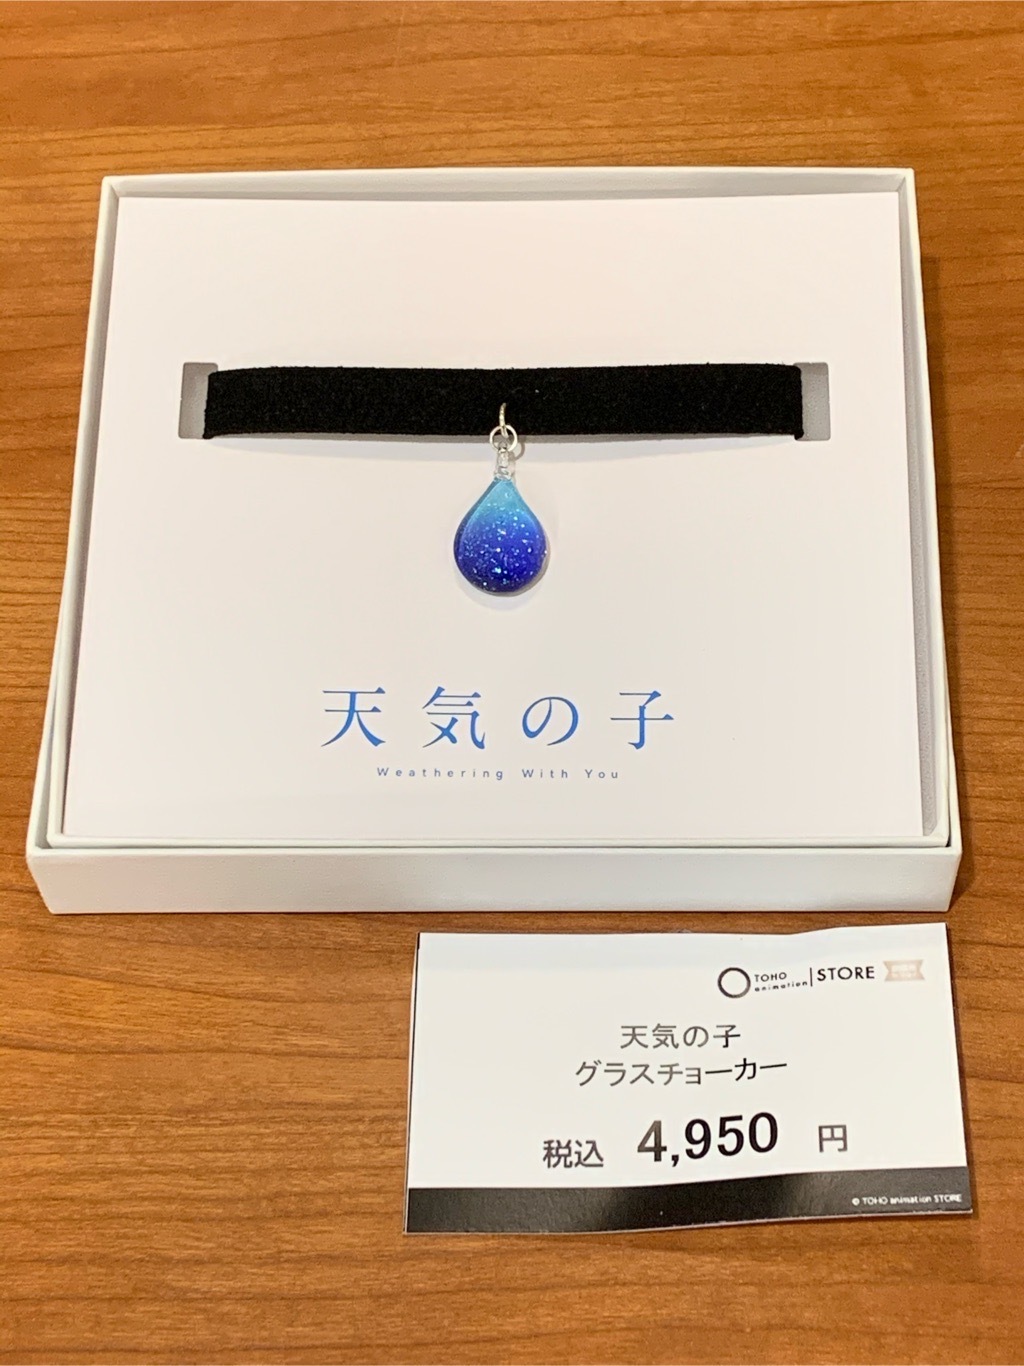 天気の子
Weathering With You
TOHO
animation
STORE
天気の子
グラスチョーカー
税込 4,950 円
© TOHO animation STORE